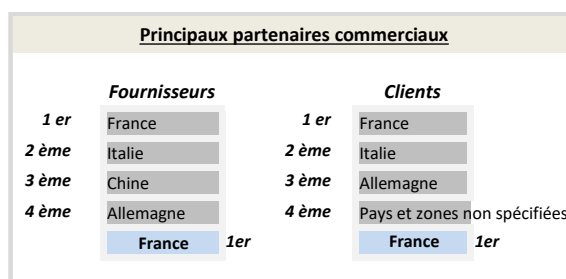 Principaux partenaires commerciaux
Fournisseurs Clients
1 er France 1 er France
2 ème Italie 2 ème Italie
3 ème Chine 3 ème Allemagne
4 ème Allemagne 4 ème Pays et zones non spécifiées
France 1er France 1er